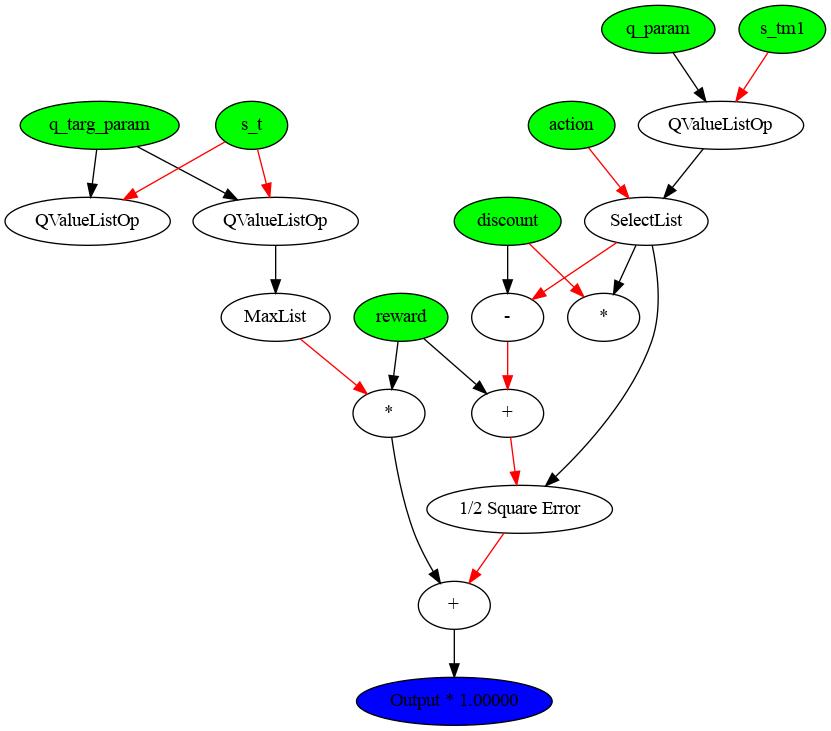 q_param
s_tm1
q_targ_param
s_t
action
QValueListOp
QValueListOp
QValueListOp
discount
SelectList
MaxList
reward
-
*
*
+
1/2 Square Error
+
Output * 1.00000